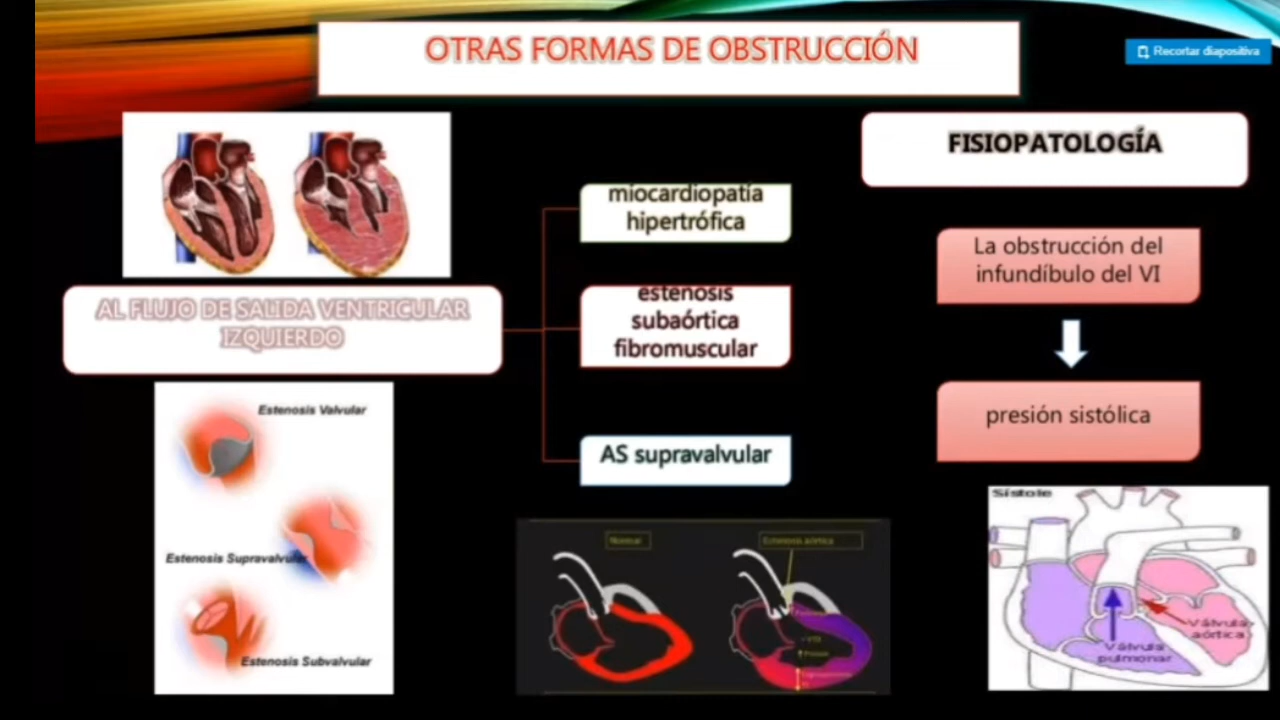 OTRAS FORMAS DE OBSTRUCCIÓN
Recortar diapositiva
AL FLUJO DE SALIDA VENTRICULAR
IZQUIERDO
miocardiopatía
hipertrófica
estenosis
subaórtica
fibromuscular
AS supravalvular
FISIOPATOLOGÍA
La obstrucción del
infundíbulo del VI
presión sistólica
Estenosis Valvular
Estenosis Supravalvular
Estenosis Subvalvular
Normal
Estenosis aórtica
Sístole
Válvula
aórtica
Válvula
pulmonar